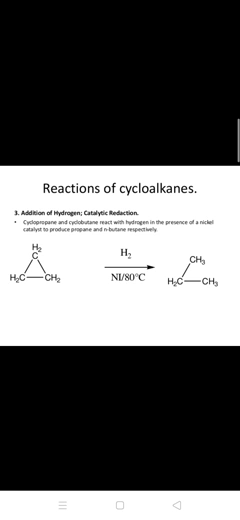 Reactions of cycloalkanes.
3. Addition of Hydrogen; Catalytic Redaction.
• Cyclopropane and cyclobutane react with hydrogen in the presence of a nickel
catalyst to produce propane and n-butane respectively.
H₂
C
H₂C CH₂
H₂
NI/80°C
CH₃
H₂C CH₃